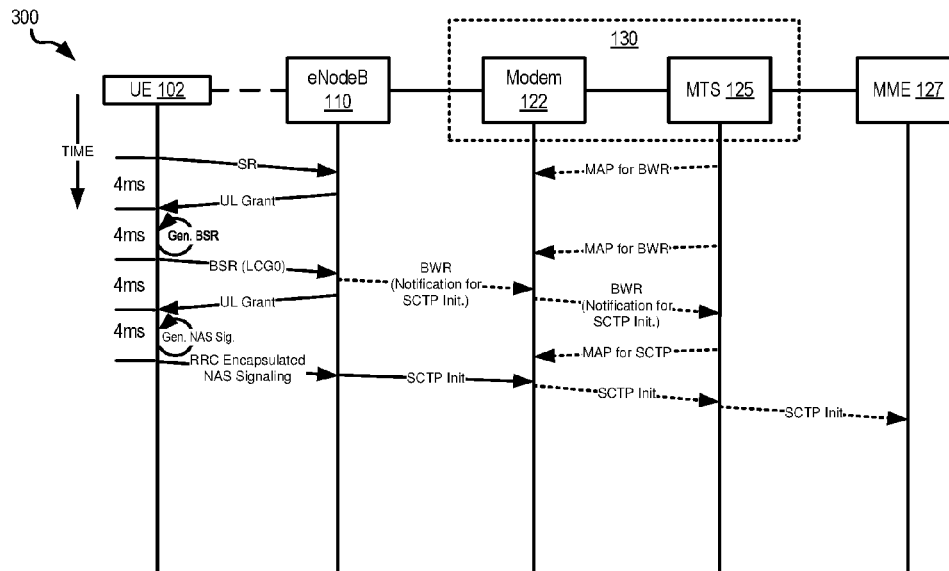 300
130
UE 102
eNodeB
110
Modem
122
MTS 125
MME 127
TIME
SR
MAP for BWR
4ms
UL Grant
4ms
Gen. BSR
MAP for BWR
BSR (LCG0)
BWR
(Notification for
SCTP Init.)
4ms
UL Grant
BWR
(Notification for
SCTP Init.)
4ms
Gen. NAS Sig.
MAP for SCTP
RRC Encapsulated
NAS Signaling
SCTP Init
SCTP Init
SCTP Init